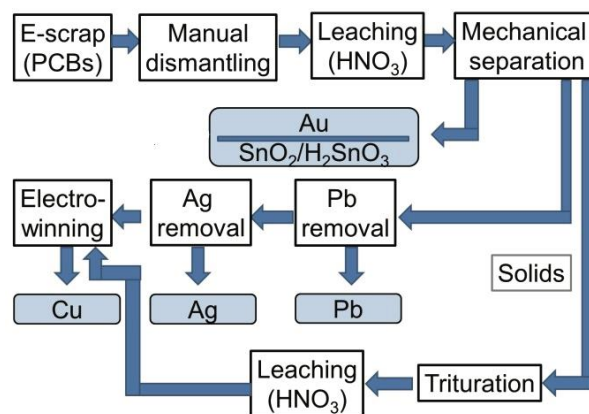 E-scrap
(PCBs)
Manual
dismantling
Leaching
(HNO₃)
Mechanical
separation
Au
SnO₂/H₂SnO₃
Electro-
winning
Ag
removal
Pb
removal
Solids
Cu
Ag
Pb
Leaching
(HNO₃)
Trituration